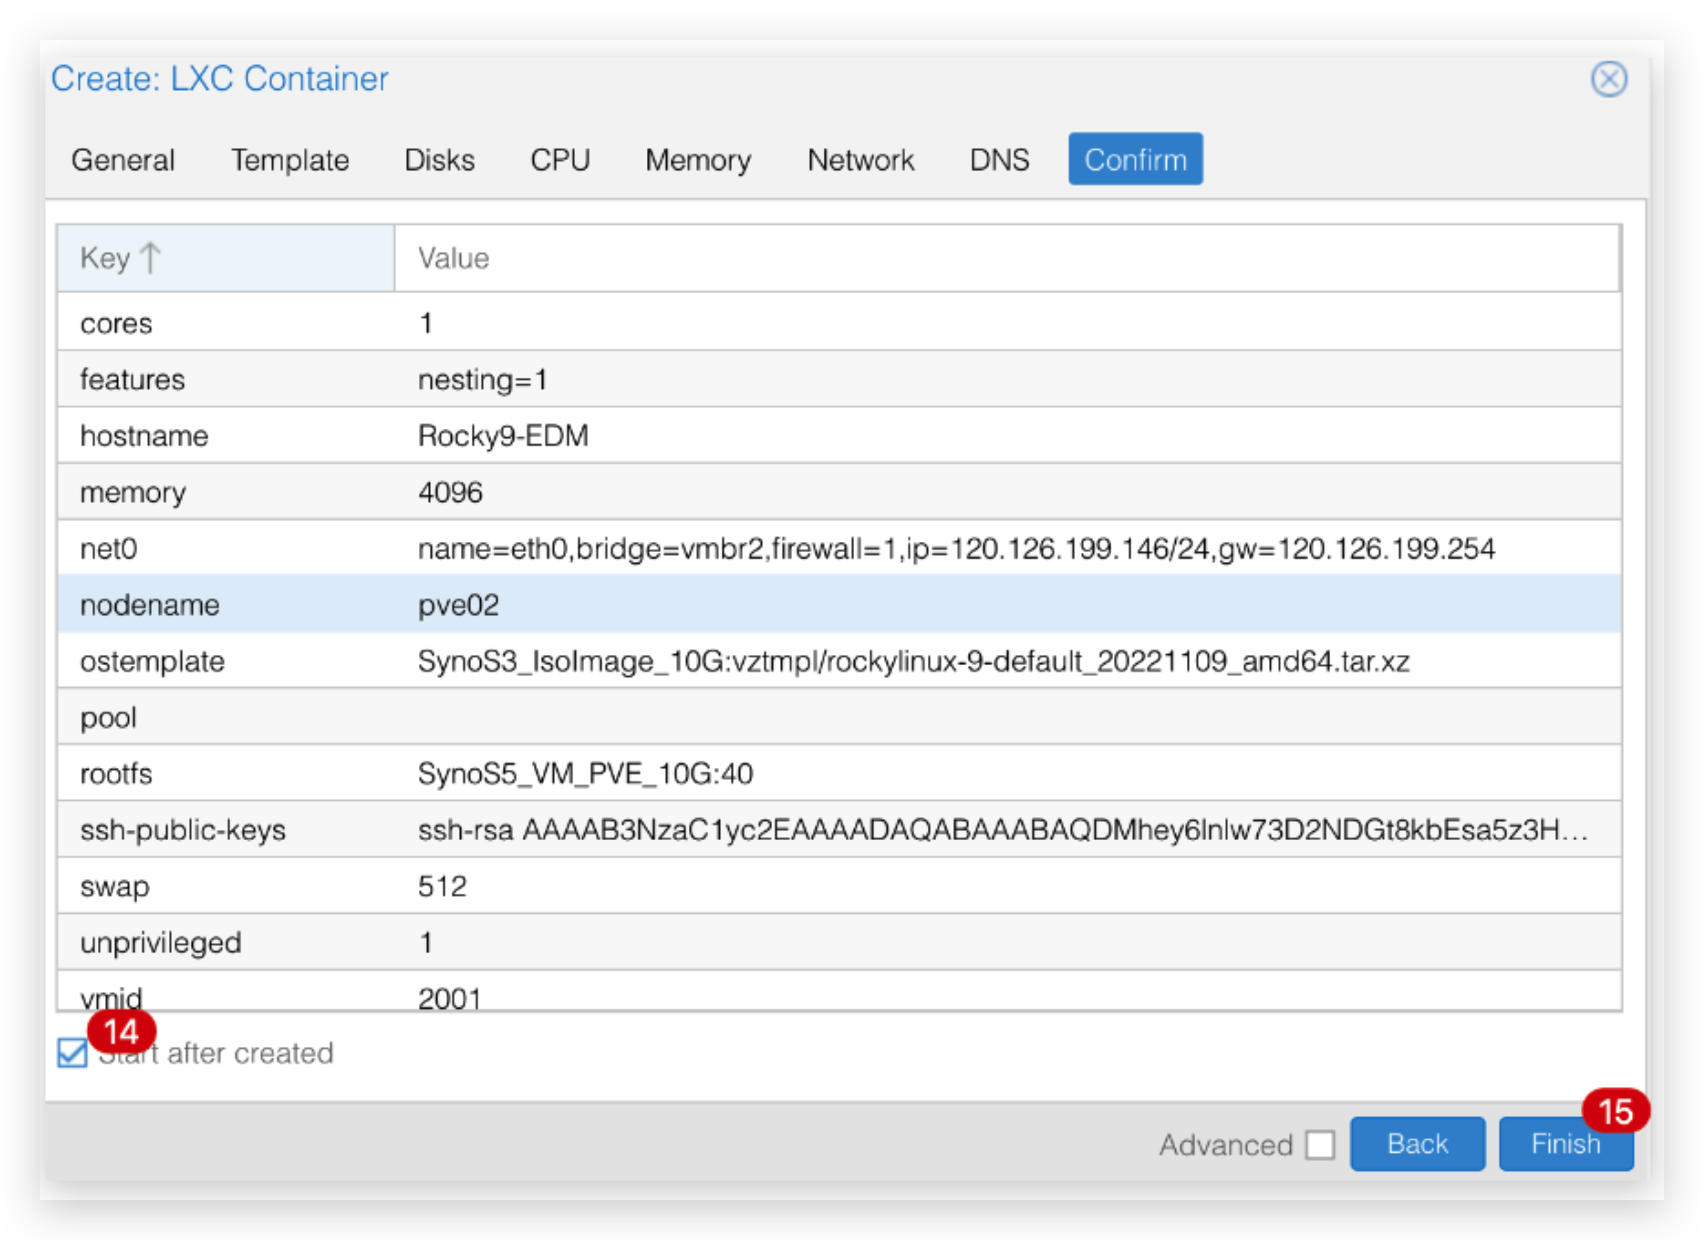 Create: LXC Container
General Template Disks CPU Memory Network DNS Confirm
Key ↑ Value
cores 1
features nesting=1
hostname Rocky9-EDM
memory 4096
net0 name=eth0,bridge=vmbr2,firewall=1,ip=120.126.199.146/24,gw=120.126.199.254
nodename pve02
ostemplate SynoS3_IsoImage_10G:vztmpl/rockylinux-9-default_20221109_amd64.tar.xz
pool
rootfs SynoS5_VM_PVE_10G:40
ssh-public-keys ssh-rsa AAAAB3NzaC1yc2EAAAADAQABAAABAQDMhey6lnlw73D2NDGt8kbEsa5z3H...
swap 512
unprivileged 1
vmid 2001
14
Start after created
15
Advanced Back Finish